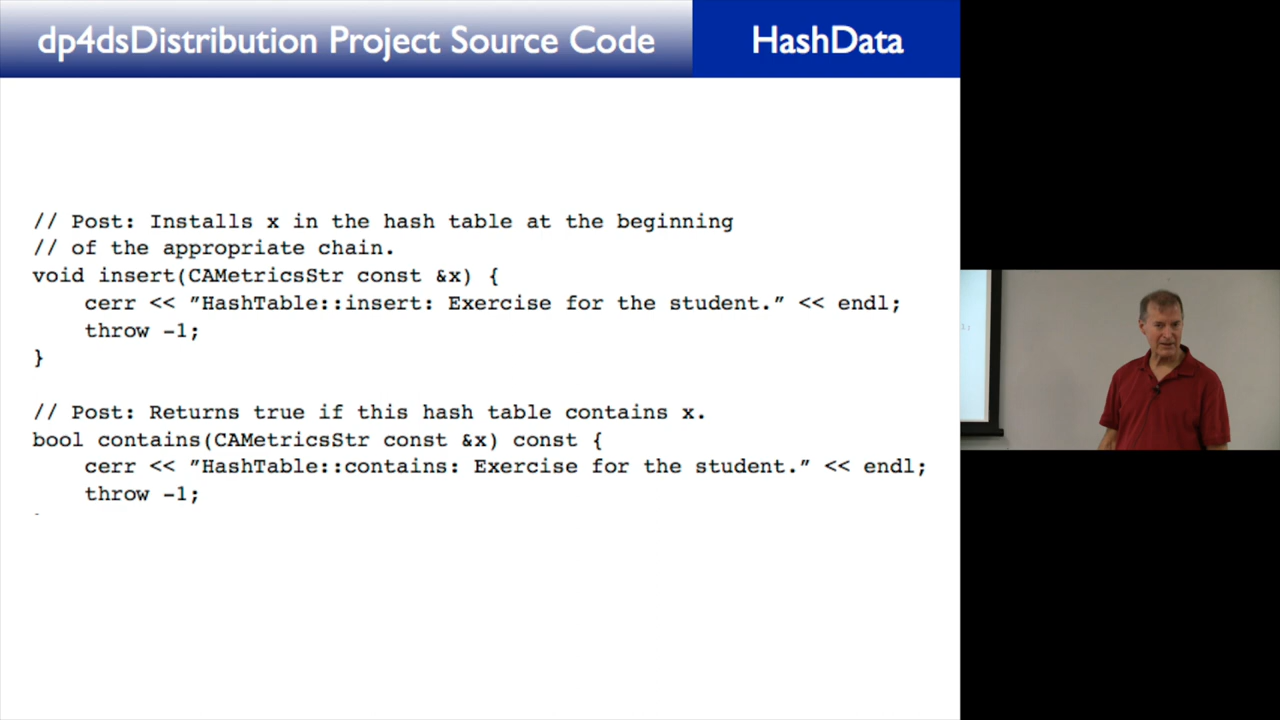 dp4dsDistribution Project Source Code
HashData
// Post: Installs x in the hash table at the beginning
// of the appropriate chain.
void insert(CAMetricsStr const &x) {
    cerr << ”HashTable::insert: Exercise for the student.” << endl;
    throw -1;
}
// Post: Returns true if this hash table contains x.
bool contains(CAMetricsStr const &x) const {
    cerr << ”HashTable::contains: Exercise for the student.” << endl;
    throw -1;